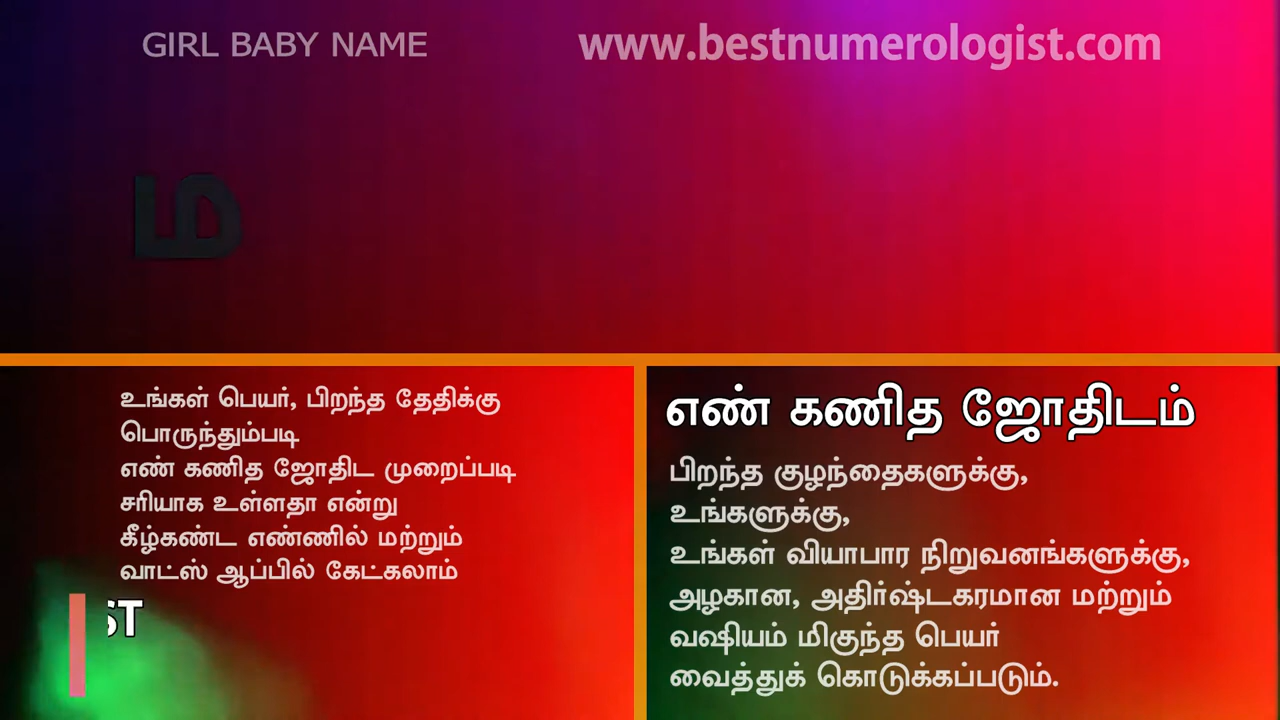 GIRL BABY NAME
www.bestnumerologist.com
ம
உங்கள் பெயர், பிறந்த தேதிக்கு
பொருந்தும்படி
எண் கணித ஜோதிட முறைப்படி
சரியாக உள்ளதா என்று
கீழ்கண்ட எண்ணில் மற்றும்
வாட்ஸ் ஆப்பில் கேட்கலாம்
ST
எண் கணித ஜோதிடம்
பிறந்த குழந்தைகளுக்கு,
உங்களுக்கு,
உங்கள் வியாபார நிறுவனங்களுக்கு,
அழகான, அதிர்ஷ்டகரமான மற்றும்
வஷியம் மிகுந்த பெயர்
வைத்துக் கொடுக்கப்படும்.